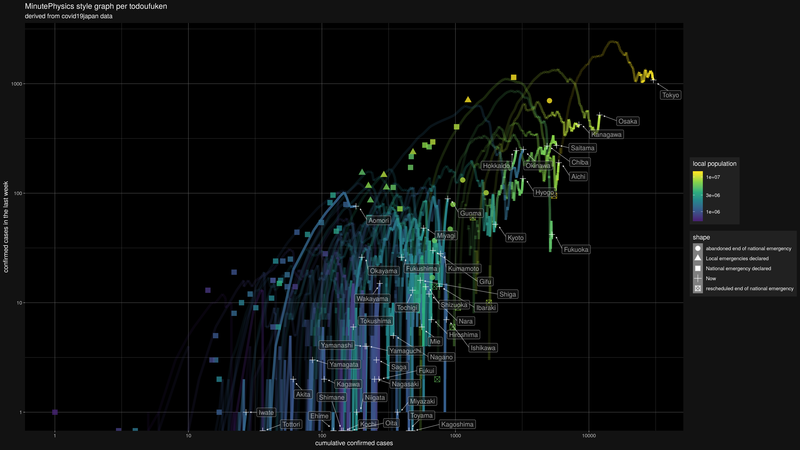 MinutePhysics style graph per todoufuken
derived from covid19japan data
confirmed cases in the last week
1000
100
10
1
Tokyo
Osaka
Kanagawa
Saitama
Hokkaido
Okinawa
Chiba
Aichi
Hyogo
Gunma
Aomori
Miyagi
Kyoto
Fukuoka
Okayama
Fukushima
Kumamoto
Gifu
Wakayama
Shiga
Tochigi
Shizuoka
Ibaraki
Tokushima
Nara
Hiroshima
Mie
Ishikawa
Yamanashi
Yamaguchi
Nagano
Yamagata
Saga
Fukui
Kagawa
Nagasaki
Akita
Shimane
Niigata
Miyazaki
Iwate
Ehime
Toyama
Tottori
Kochi
Oita
Kagoshima
1
10
100
1000
10000
cumulative confirmed cases
local population
1e+07
3e+06
1e+06
shape
abandoned end of national emergency
Local emergencies declared
National emergency declared
Now
rescheduled end of national emergency